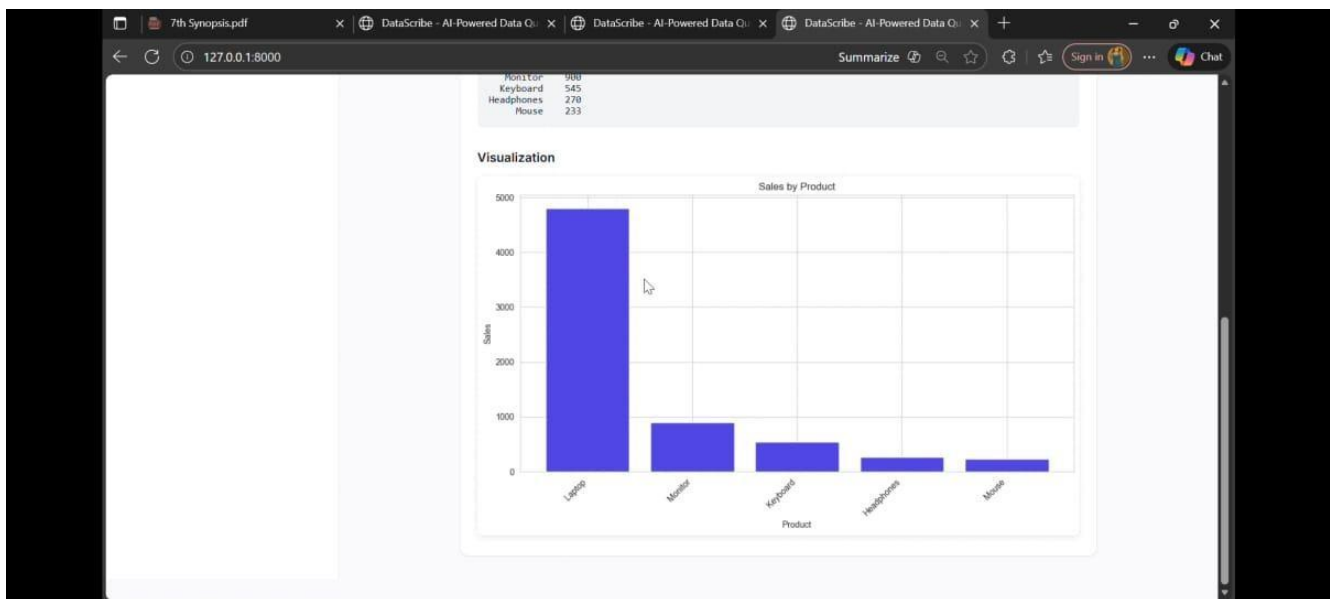 7th Synopsis.pdf
DataScribe - AI-Powered Data Qu
DataScribe - AI-Powered Data Qu
DataScribe - AI-Powered Data Qu
127.0.0.1:8000
Summarize
Sign in
Chat
Monitor 900
Keyboard 545
Headphones 270
Mouse 233
Visualization
Sales by Product
5000
4000
3000
2000
1000
0
Sales
Laptop
Monitor
Keyboard
Headphones
Mouse
Product